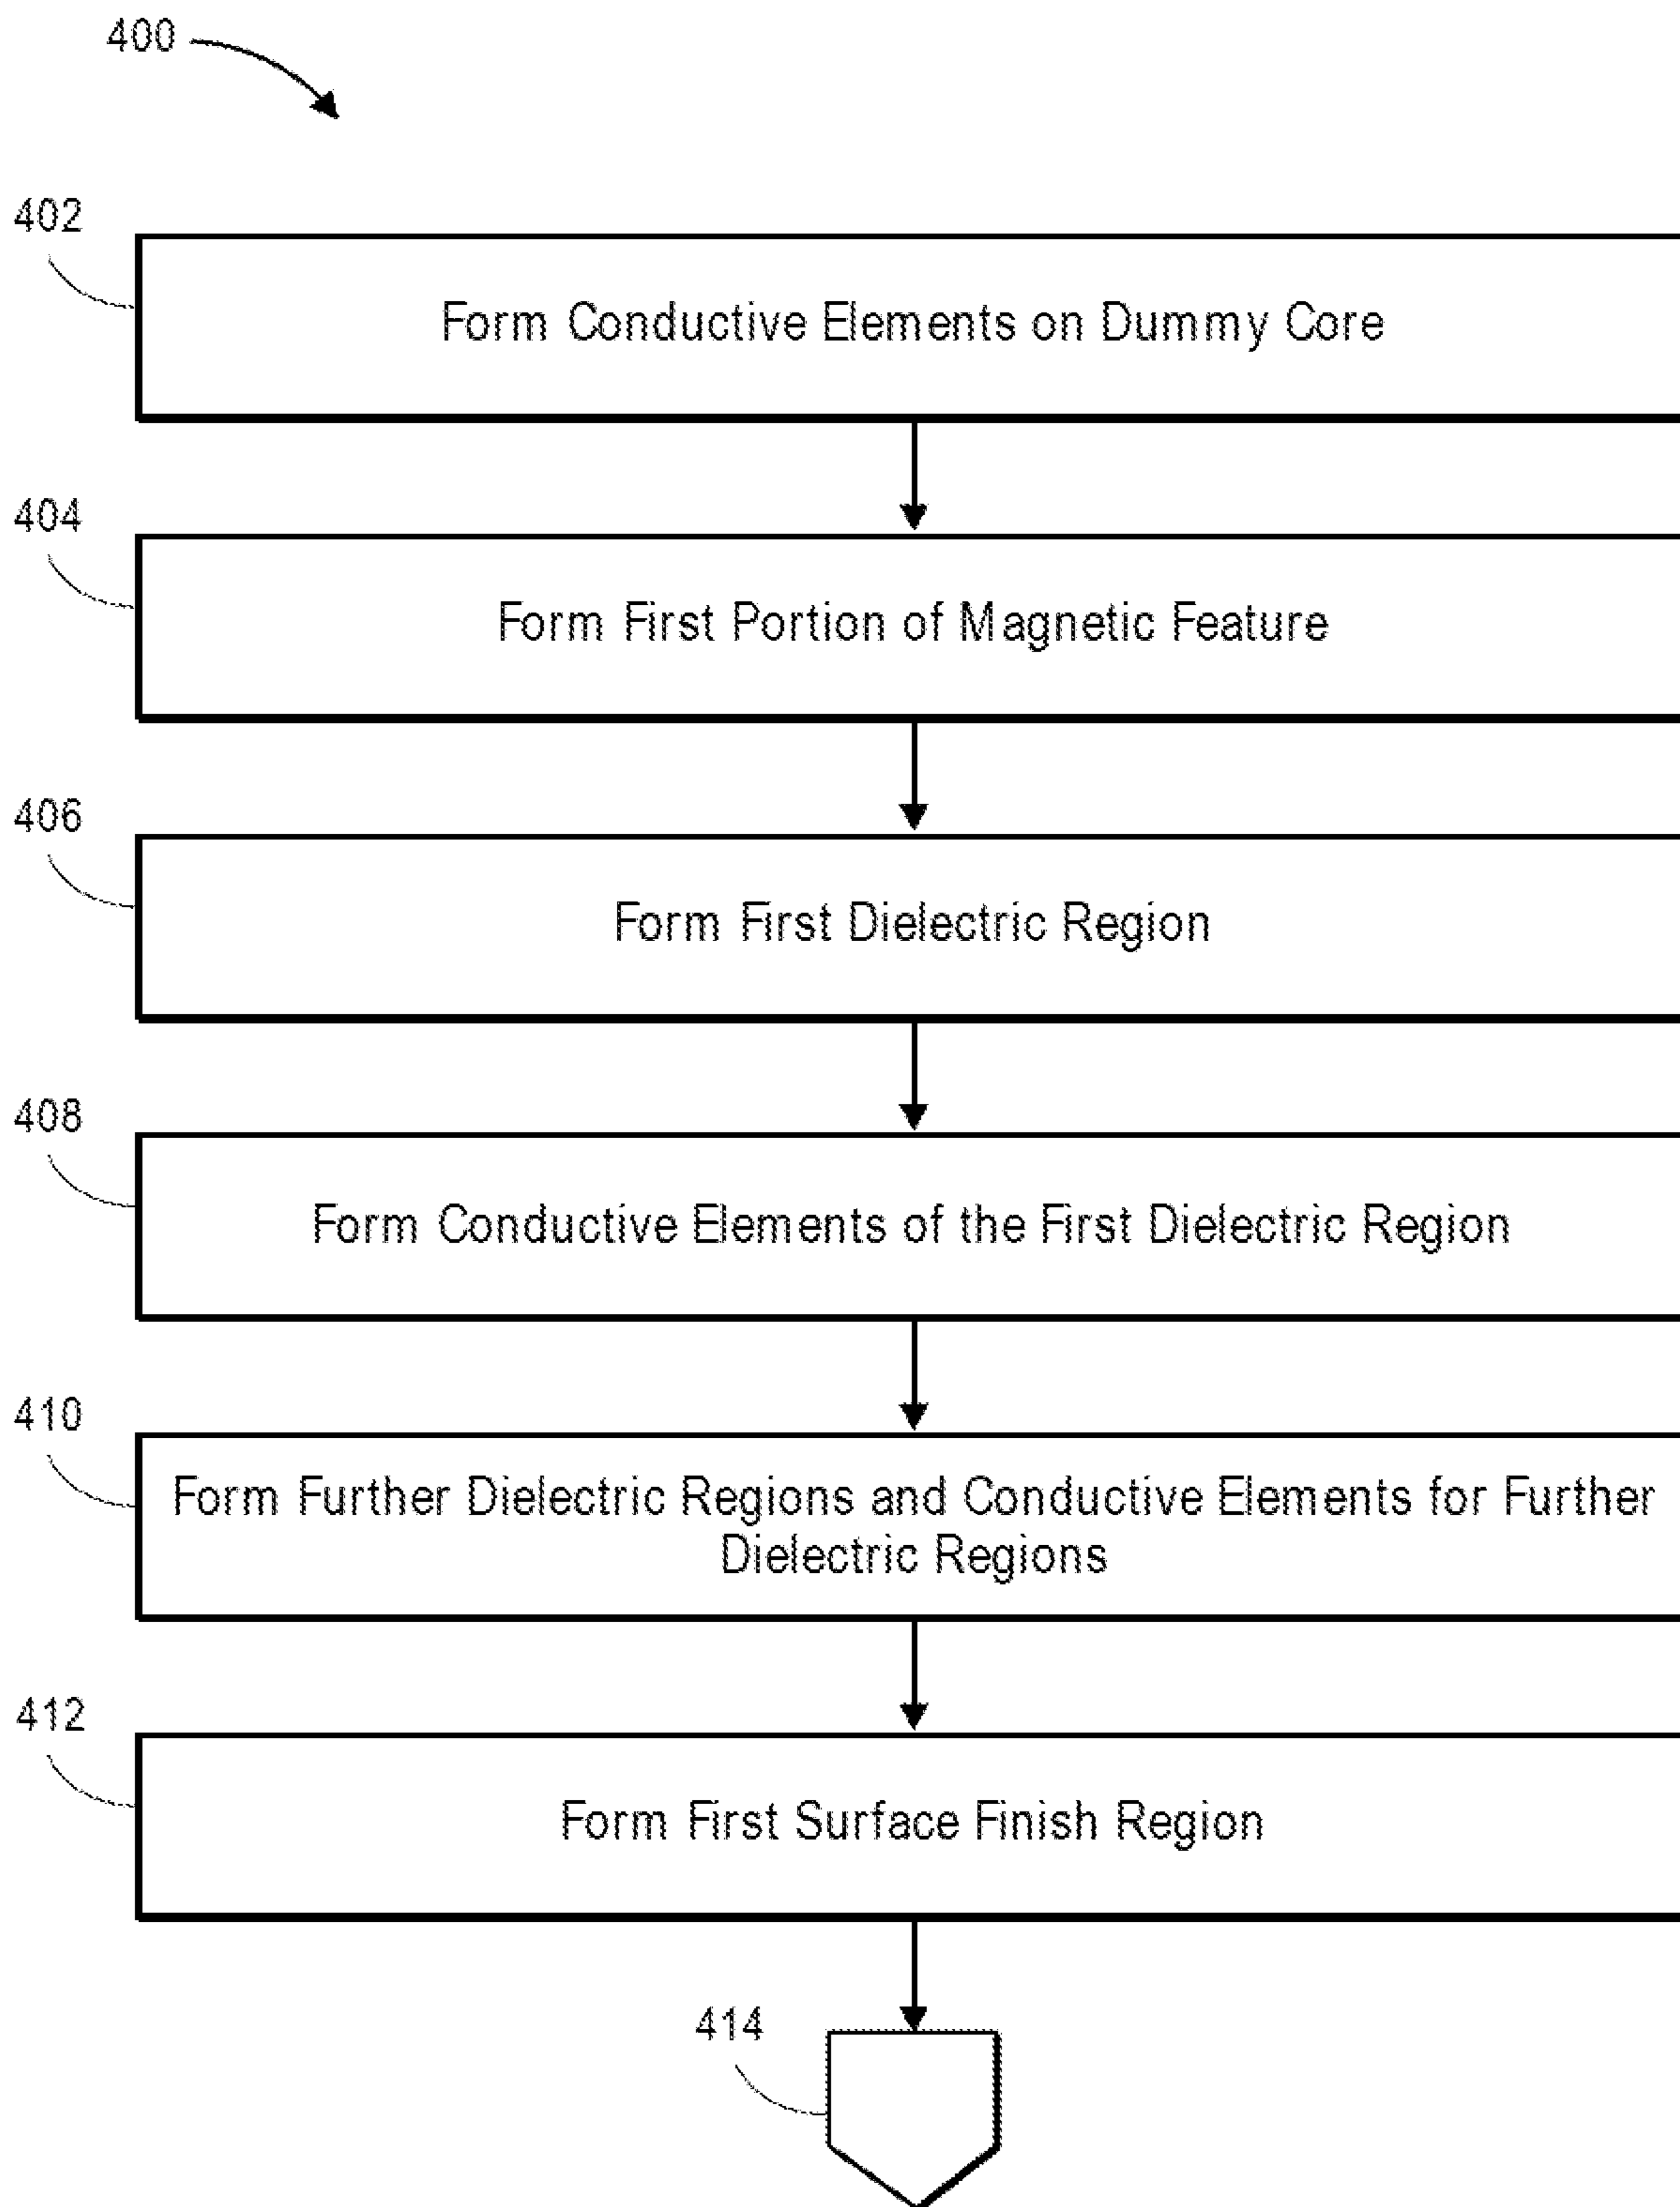 400
402
Form Conductive Elements on Dummy Core
404
Form First Portion of Magnetic Feature
406
Form First Dielectric Region
408
Form Conductive Elements of the First Dielectric Region
410
Form Further Dielectric Regions and Conductive Elements for Further
Dielectric Regions
412
Form First Surface Finish Region
414